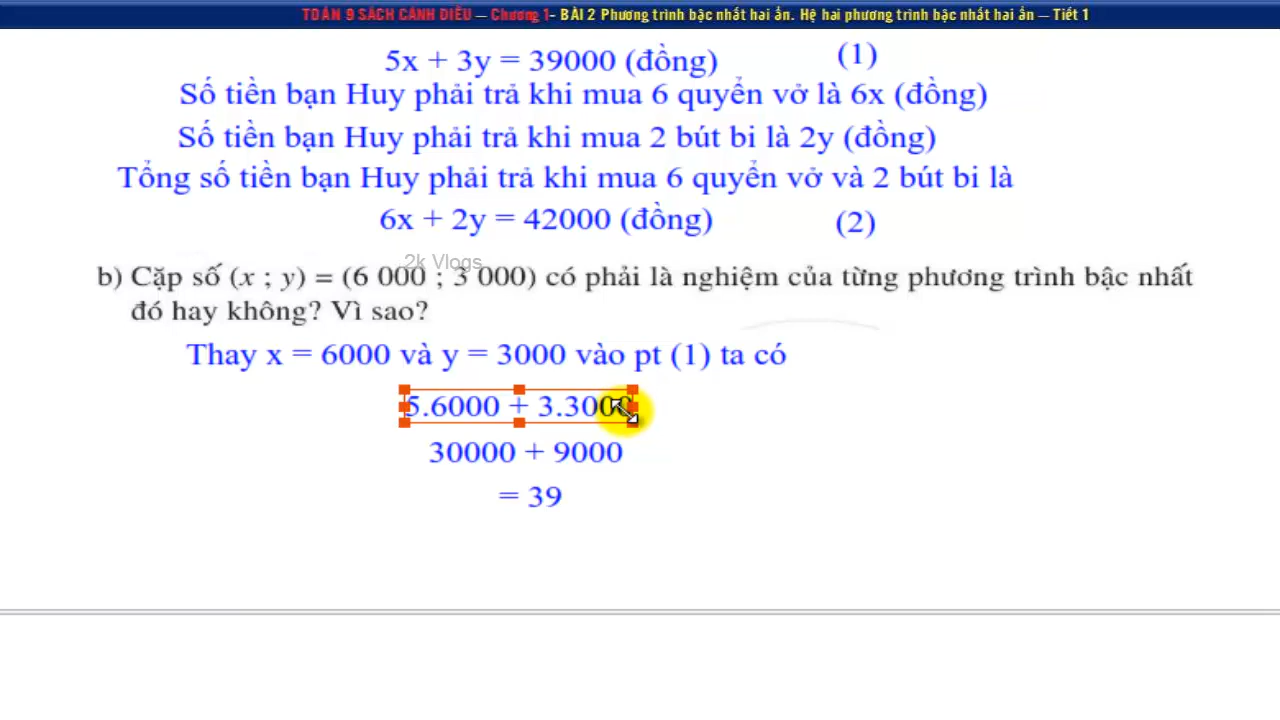 TOÁN 9 SÁCH CÁNH DIỀU – Chương 1- BÀI 2 Phương trình bậc nhất hai ẩn. Hệ hai phương trình bậc nhất hai ẩn – Tiết 1
5x + 3y = 39000 (đồng) (1)
Số tiền bạn Huy phải trả khi mua 6 quyển vở là 6x (đồng)
Số tiền bạn Huy phải trả khi mua 2 bút bi là 2y (đồng)
Tổng số tiền bạn Huy phải trả khi mua 6 quyển vở và 2 bút bi là
6x + 2y = 42000 (đồng) (2)
2k Vlogs
b) Cặp số (x ; y) = (6 000 ; 3 000) có phải là nghiệm của từng phương trình bậc nhất
đó hay không? Vì sao?
Thay x = 6000 và y = 3000 vào pt (1) ta có
5.6000 + 3.3000
30000 + 9000
= 39